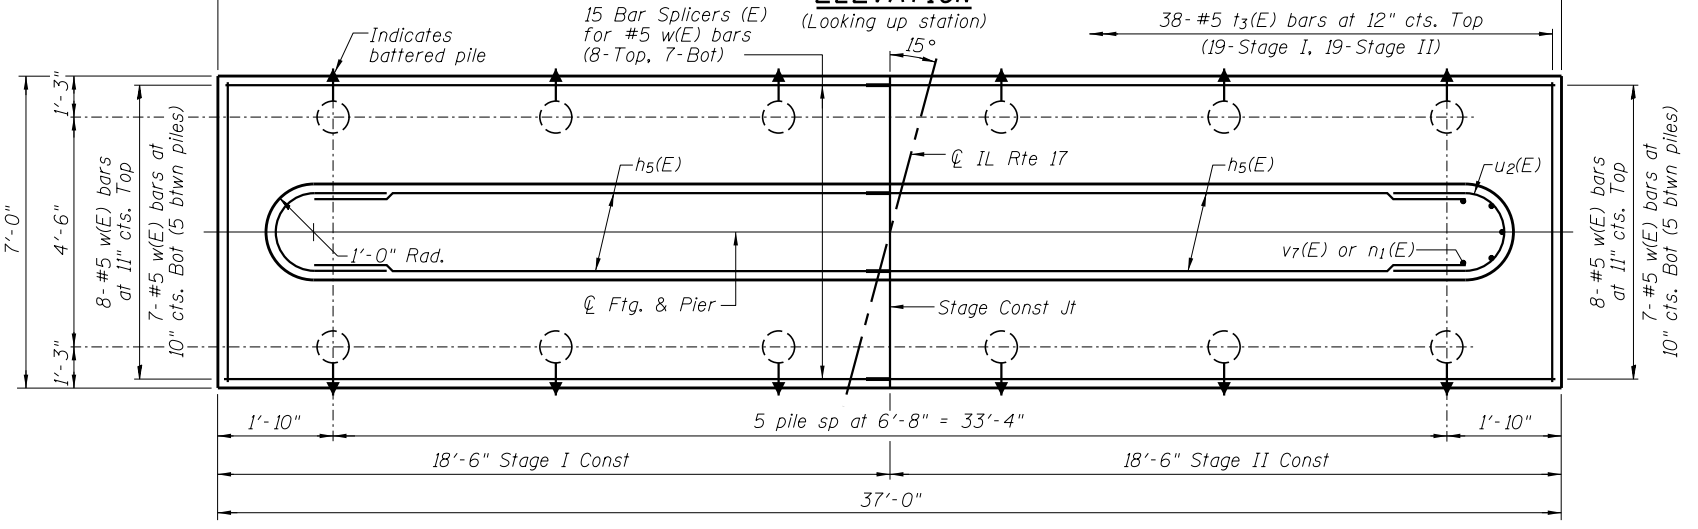 ELEVATION
(Looking up station)
15 Bar Splicers (E)
for #5 w(E) bars
(8-Top, 7-Bot)
38-#5 t3(E) bars at 12" cts. Top
(19-Stage I, 19-Stage II)
Indicates
battered pile
15°
℄ IL Rte 17
h5(E)
h5(E)
u2(E)
1'-0" Rad.
v7(E) or n1(E)
℄ Ftg. & Pier
Stage Const Jt
7'-0"
1'-3"
4'-6"
1'-3"
8-#5 w(E) bars
at 11" cts. Top
7-#5 w(E) bars at
10" cts. Bot (5 btwn piles)
8-#5 w(E) bars
at 11" cts. Top
7-#5 w(E) bars at
10" cts. Bot (5 btwn piles)
1'-10"
5 pile sp at 6'-8" = 33'-4"
1'-10"
18'-6" Stage I Const
18'-6" Stage II Const
37'-0"